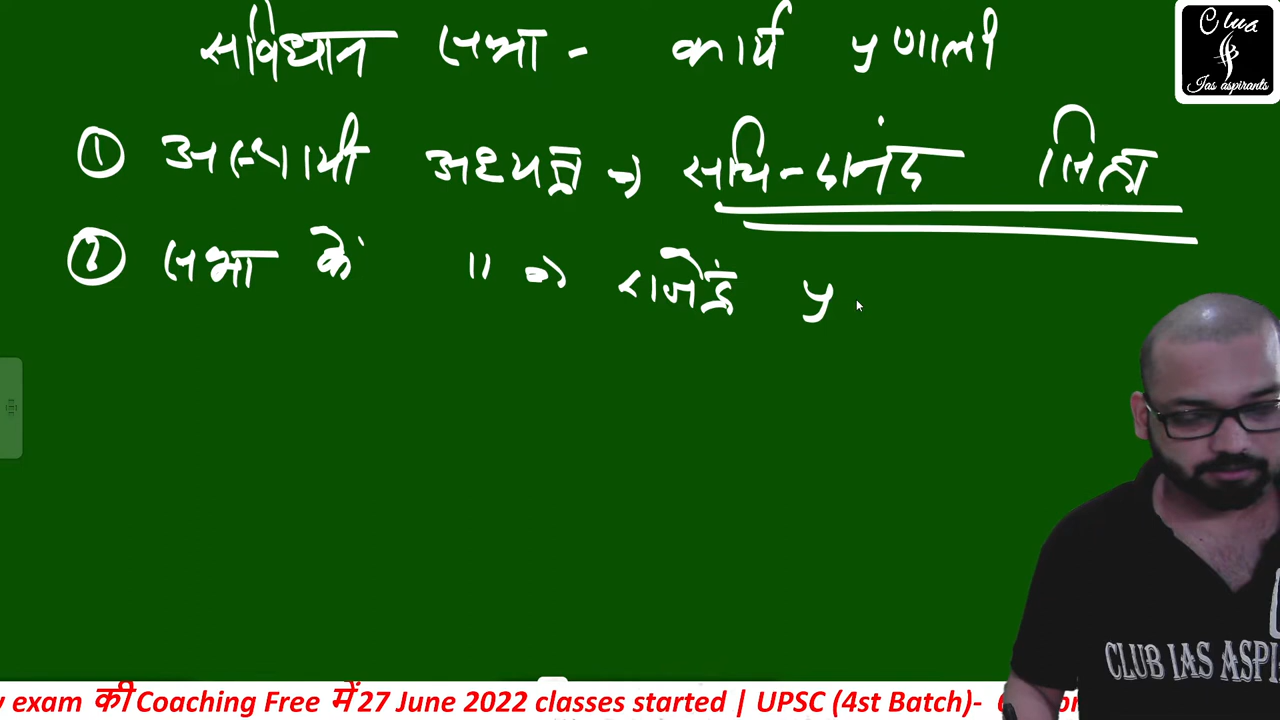 संविधान सभा - कार्य प्रणाली
Club
Ias aspirants
① अस्थायी अध्यक्ष → सच्चिदानंद सिन्हा
② सभा के " → राजेंद्र प्र
CLUB IAS ASPI
y exam की Coaching Free में 27 June 2022 classes started | UPSC (4st Batch)-